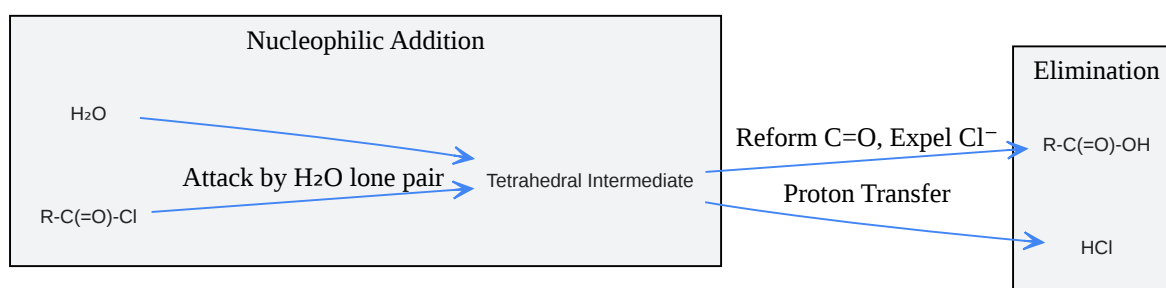 Nucleophilic Addition
H₂O
Attack by H₂O lone pair
R-C(=O)-Cl
Tetrahedral Intermediate
Reform C=O, Expel Cl⁻
Proton Transfer
Elimination
R-C(=O)-OH
HCl